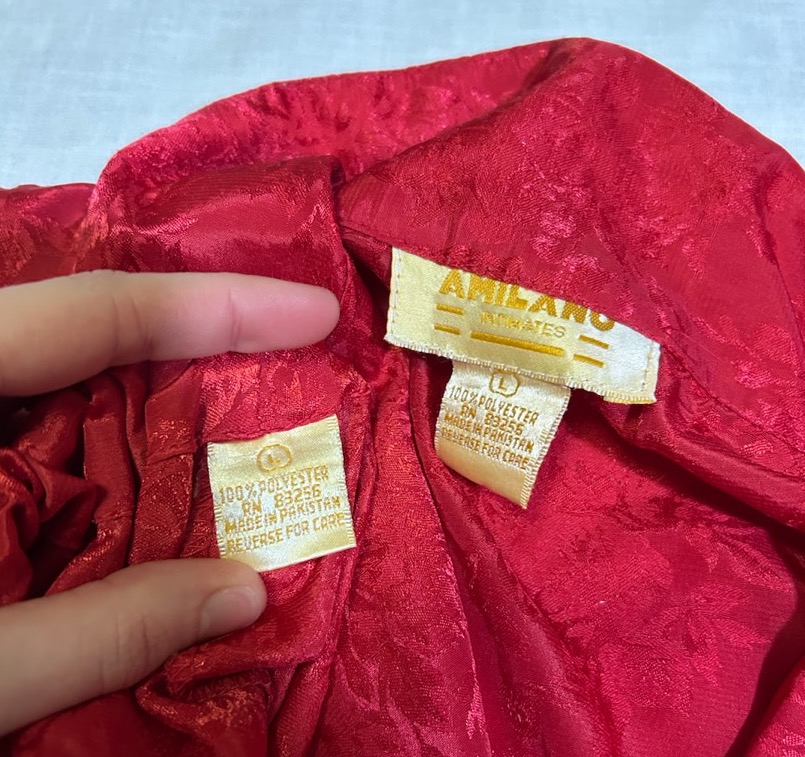 AMILANO
INTIMATES
L
100% POLYESTER
RN 83256
MADE IN PAKISTAN
REVERSE FOR CARE
L
100% POLYESTER
RN 83256
MADE IN PAKISTAN
REVERSE FOR CARE